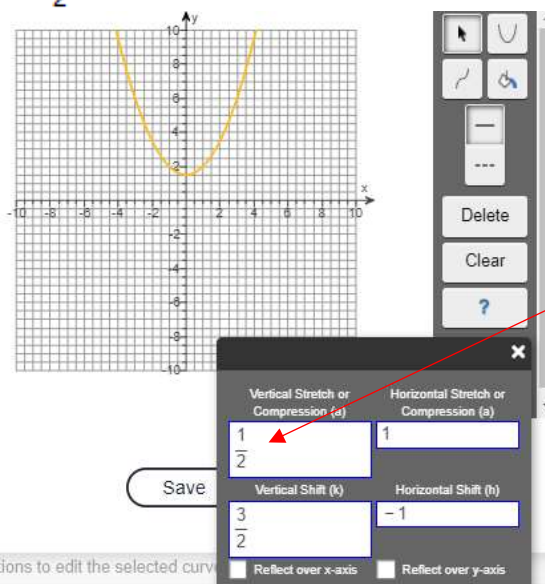 2
y
10
8
6
4
2
x
-10 -8 -6 -4 -2 2 4 6 8 10
-2
-4
-6
-8
-10
Delete
Clear
?
Vertical Stretch or
Compression (a)
Horizontal Stretch or
Compression (a)
1
2
1
Save
Vertical Shift (k)
Horizontal Shift (h)
3
2
-1
Reflect over x-axis
Reflect over y-axis
to edit the selected